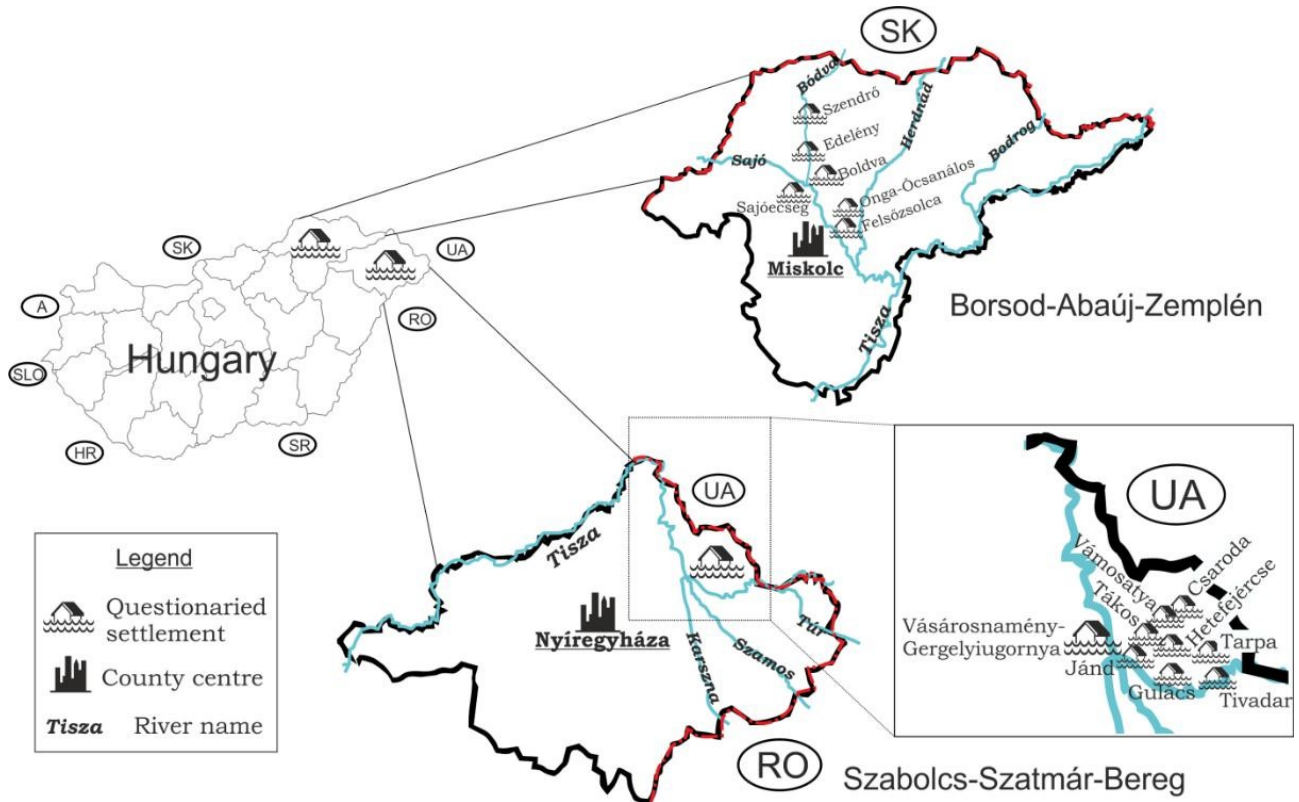 SK
Bódva
Szendrő
Edelény
Herdnád
Bodrog
Sajó
Boldva
Onga-Ócsanálos
Sajóecseg
Felsőzsolca
Miskolc
Tisza
Borsod-Abaúj-Zemplén
SK
UA
A
RO
Hungary
SLO
HR
SR
UA
Tisza
Nyíregyháza
Túr
Szamos
Karszna
RO
Szabolcs-Szatmár-Bereg
UA
Vámosatya
Csaroda
Tákos
Hetefejércse
Vásárosnamény-
Gergelyiugornya
Tarpa
Jánd
Gulács
Tivadar
Legend
Questionaried
settlement
County centre
Tisza River name